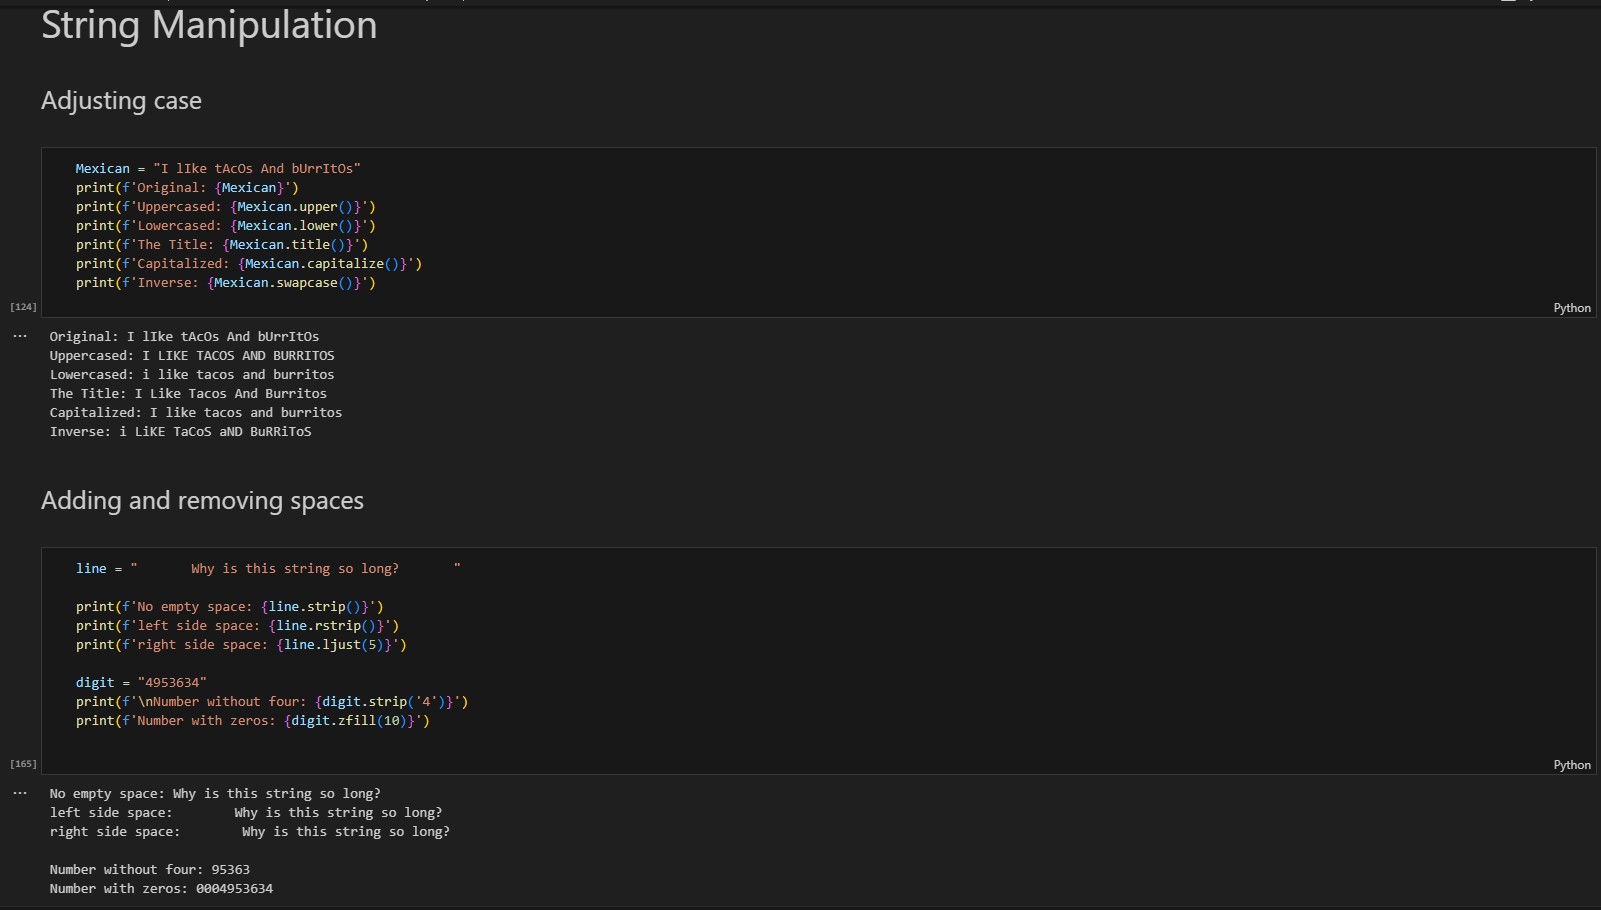 String Manipulation
Adjusting case
Mexican = "I lIke tAcOs And bUrrItOs"
print(f'Original: {Mexican}')
print(f'Uppercased: {Mexican.upper()}')
print(f'Lowercased: {Mexican.lower()}')
print(f'The Title: {Mexican.title()}')
print(f'Capitalized: {Mexican.capitalize()}')
print(f'Inverse: {Mexican.swapcase()}')
[124]
Python
... Original: I lIke tAcOs And bUrrItOs
Uppercased: I LIKE TACOS AND BURRITOS
Lowercased: i like tacos and burritos
The Title: I Like Tacos And Burritos
Capitalized: I like tacos and burritos
Inverse: i LiKE TaCoS aND BuRRiToS
Adding and removing spaces
line = "       Why is this string so long?       "
print(f'No empty space: {line.strip()}')
print(f'left side space: {line.rstrip()}')
print(f'right side space: {line.ljust(5)}')
digit = "4953634"
print(f'\nNumber without four: {digit.strip('4')}')
print(f'Number with zeros: {digit.zfill(10)}')
[165]
Python
... No empty space: Why is this string so long?
left side space:        Why is this string so long?
right side space:        Why is this string so long?
Number without four: 95363
Number with zeros: 0004953634